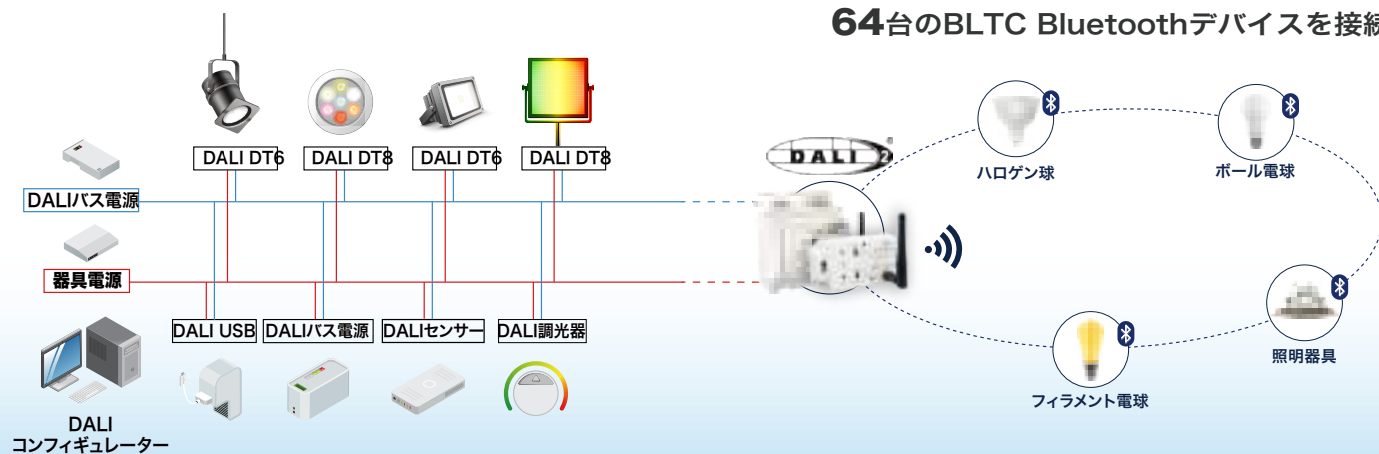 64台のBLTC Bluetoothデバイスを接続
DALI DT6
DALI DT8
DALI DT6
DALI DT8
DALI 2
ハロゲン球
ボール電球
DALIバス電源
器具電源
DALI USB
DALIバス電源
DALIセンサー
DALI調光器
照明器具
フィラメント電球
DALI
コンフィギュレーター